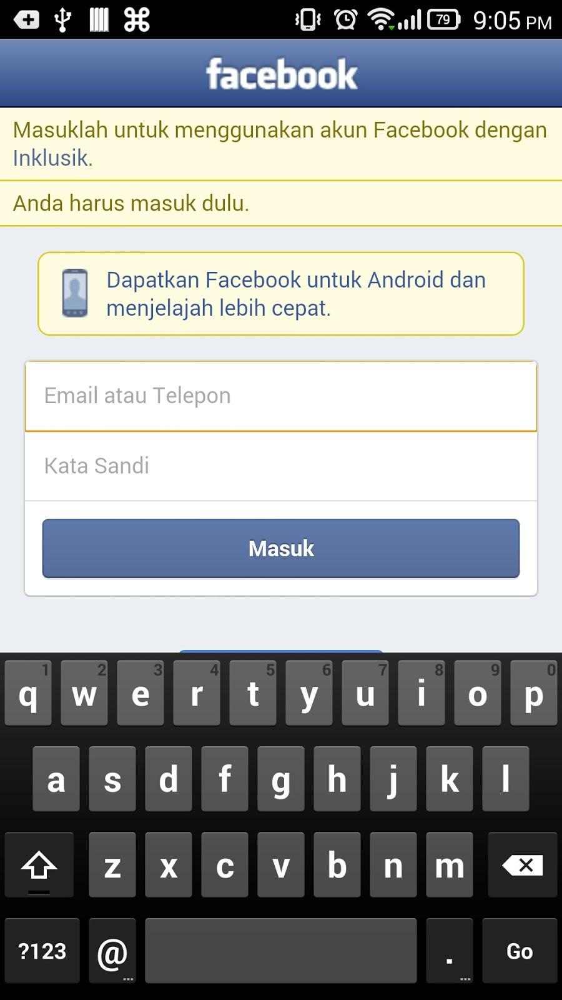 79 9:05 PM
facebook
Masuklah untuk menggunakan akun Facebook dengan
Inklusik.
Anda harus masuk dulu.
Dapatkan Facebook untuk Android dan
menjelajah lebih cepat.
Email atau Telepon
Kata Sandi
Masuk
1 2 3 4 5 6 7 8 9 0
q w e r t y u i o p
a s d f g h j k l
z x c v b n m
?123 @ ... . ... Go